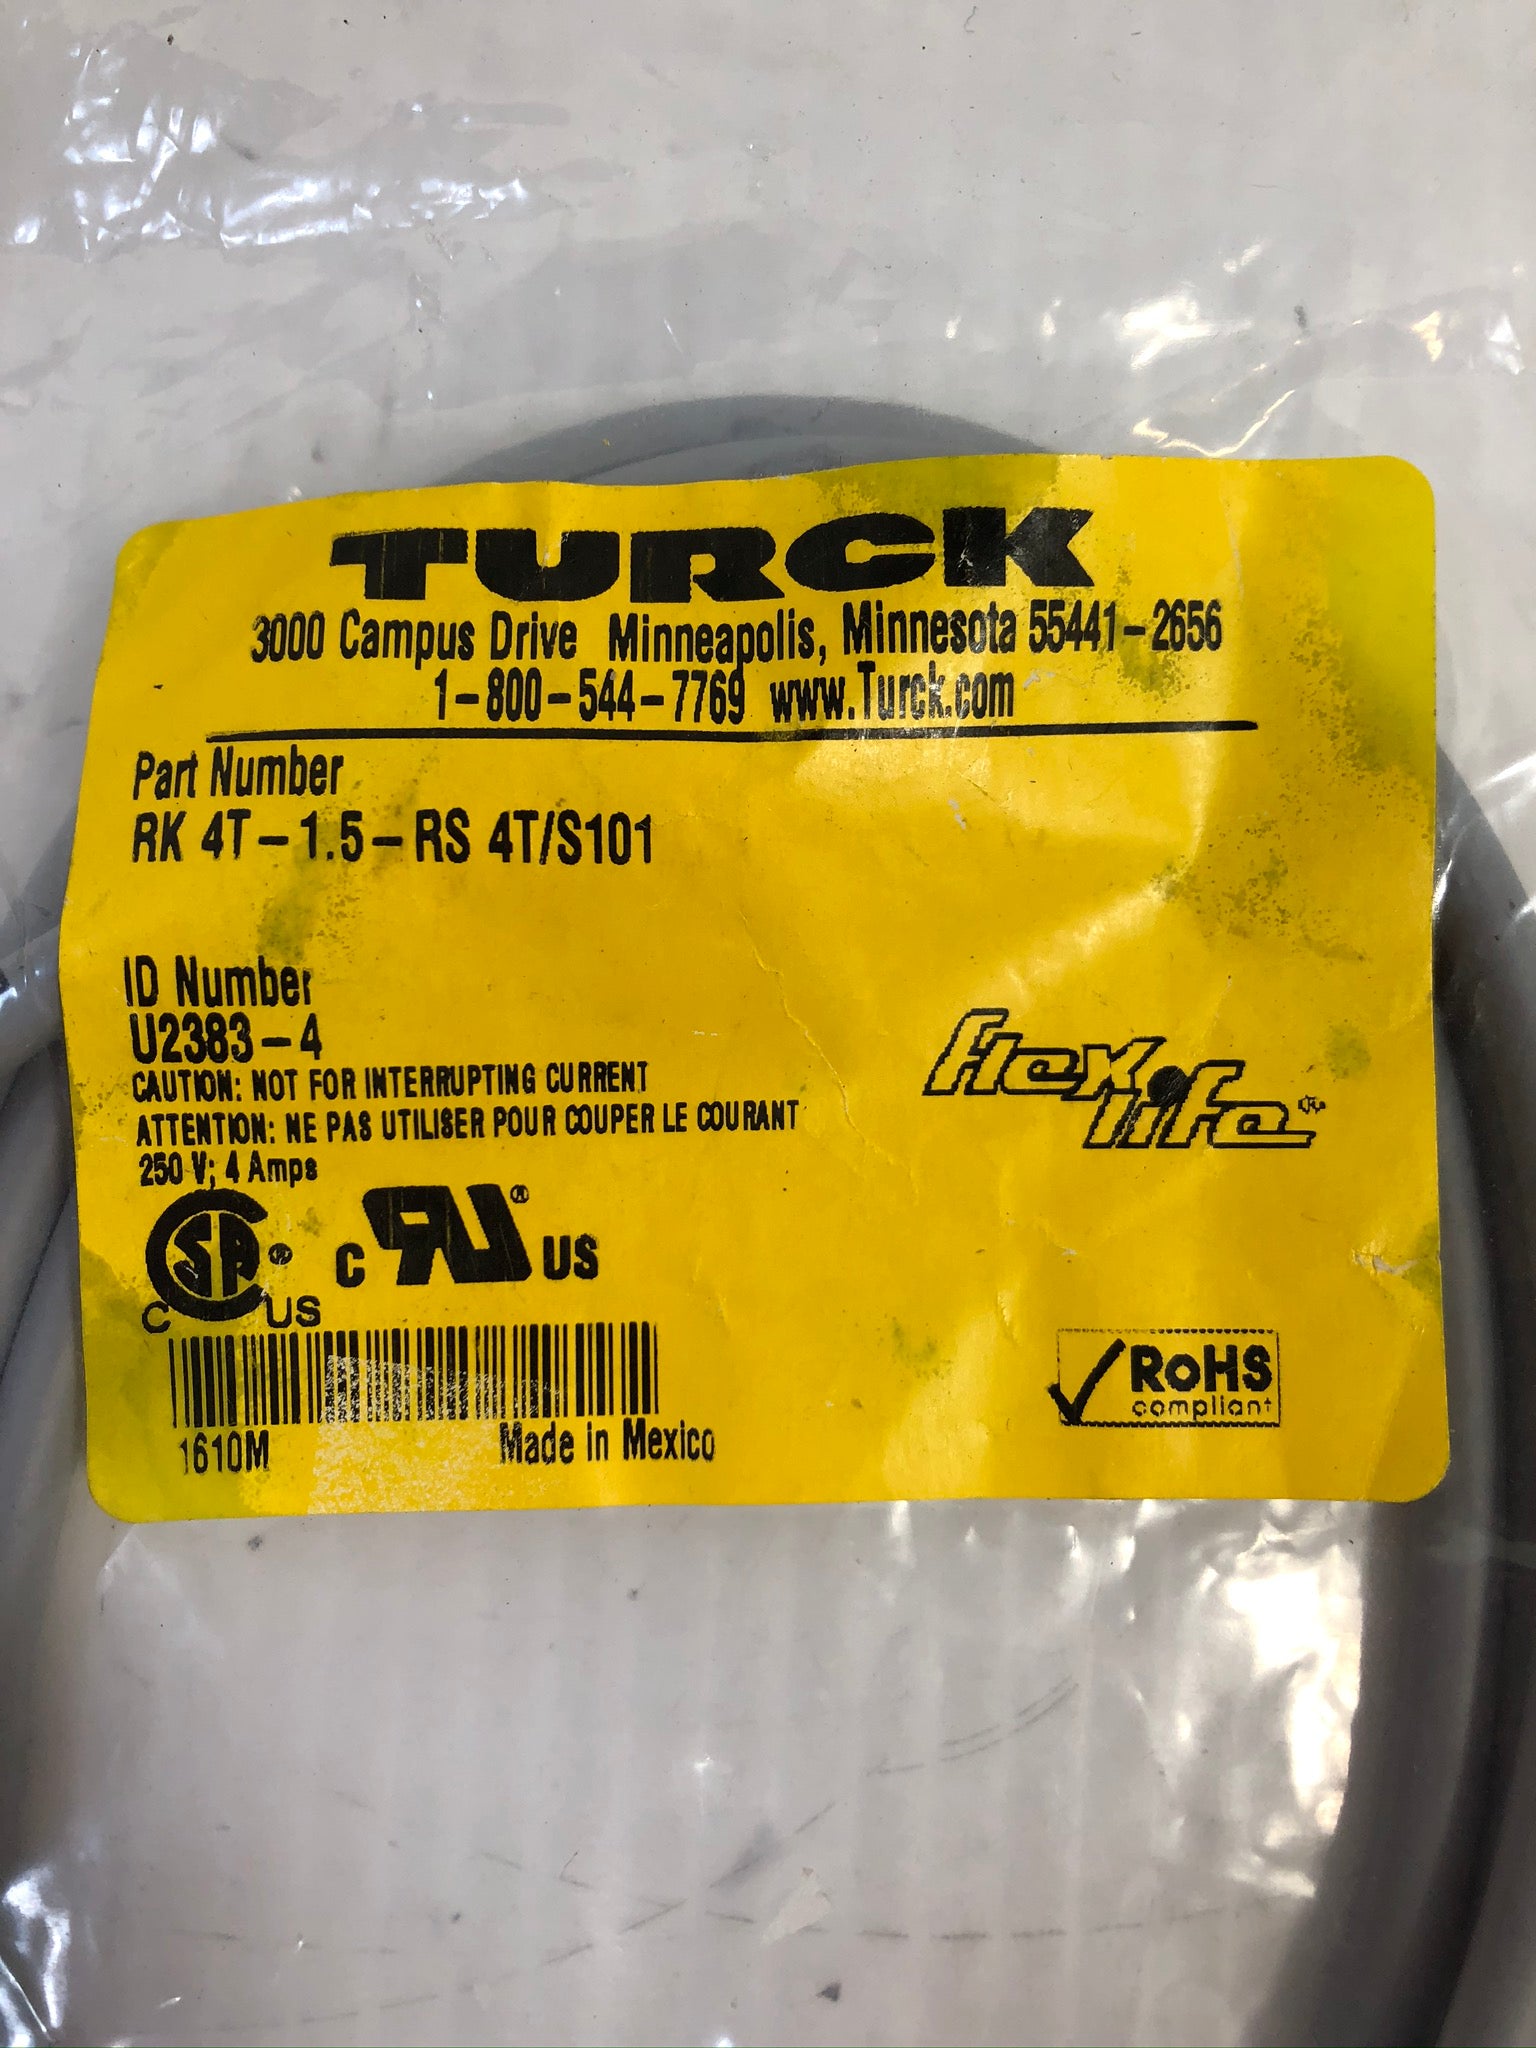 TURCK
3000 Campus Drive Minneapolis, Minnesota 55441-2656
1-800-544-7769 www.Turck.com
Part Number
RK 4T-1.5-RS 4T/S101
ID Number
U2383-4
CAUTION: NOT FOR INTERRUPTING CURRENT
ATTENTION: NE PAS UTILISER POUR COUPER LE COURANT
250 V; 4 Amps
flex life®
C SA® C US
C RU® US
1610M Made in Mexico
RoHS
compliant